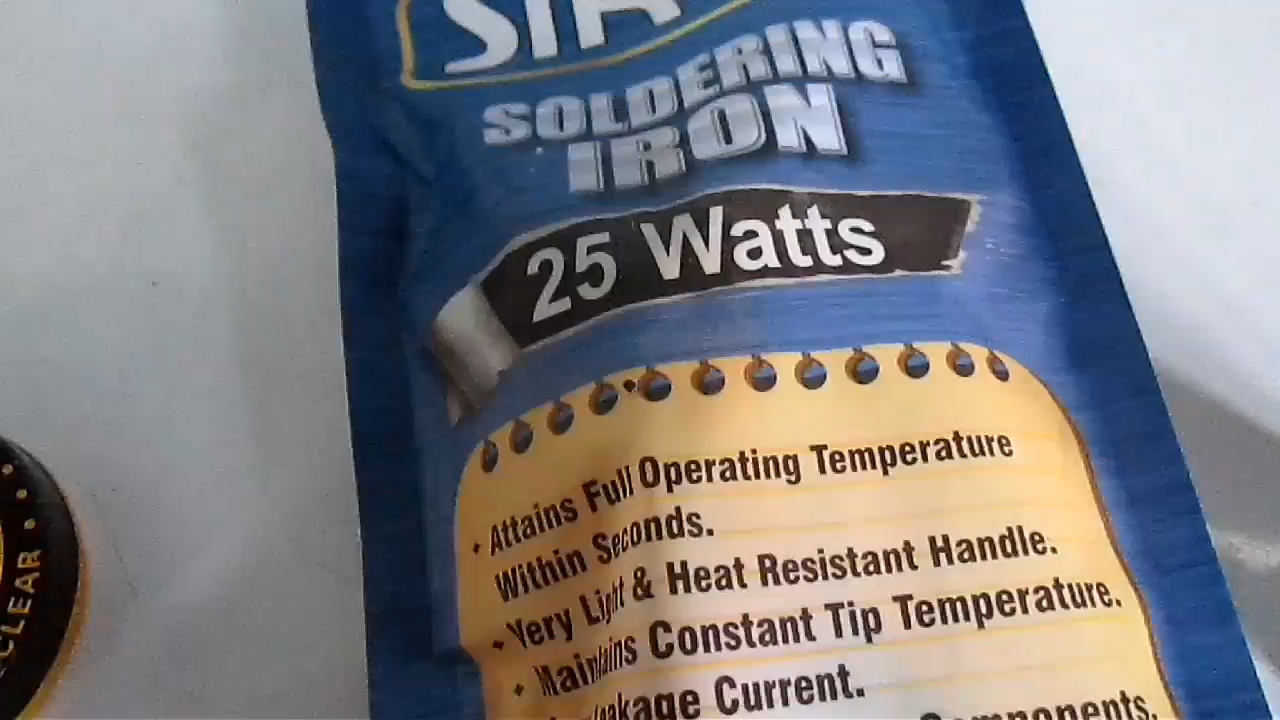 SOLDERING
IRON
25 Watts
• Attains Full Operating Temperature
Within Seconds.
• Very Light & Heat Resistant Handle.
• Maintains Constant Tip Temperature.
Current.
CLEAR